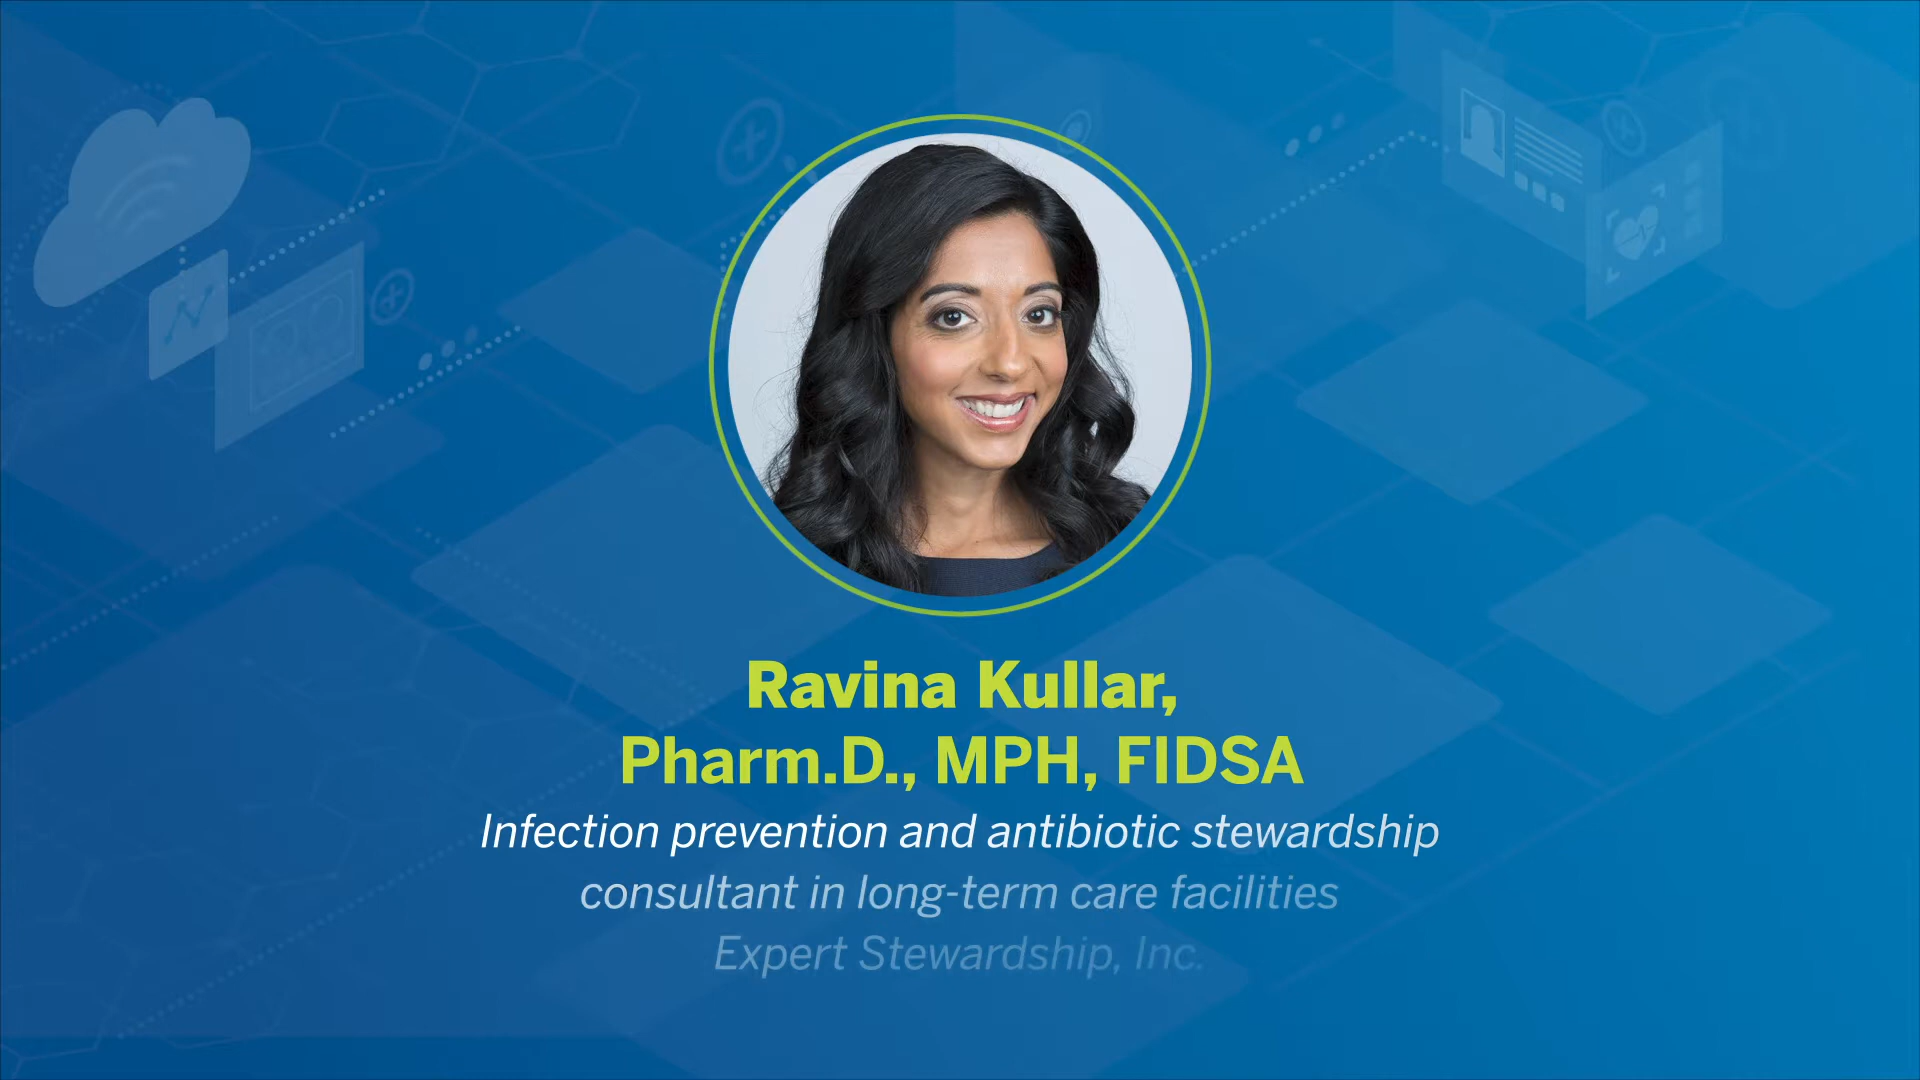 Ravina Kullar,
Pharm.D., MPH, FIDSA
Infection prevention and antibiotic stewardship
consultant in long-term care facilities
Expert Stewardship, Inc.